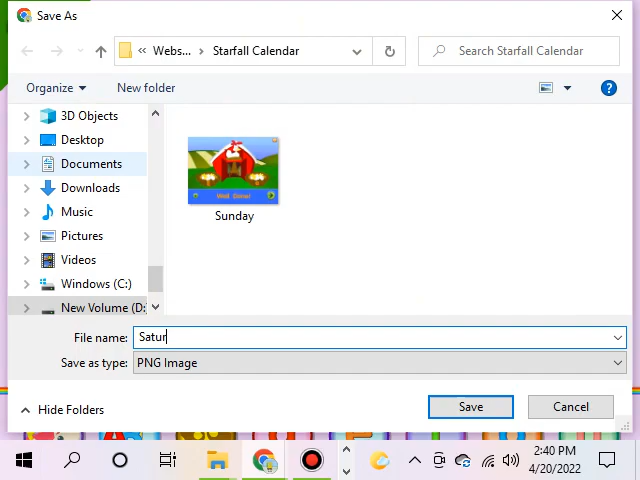 Save As
« Webs... › Starfall Calendar
Search Starfall Calendar
Organize
New folder
3D Objects
Desktop
Documents
Downloads
Music
Pictures
Videos
Windows (C:)
New Volume (D:
Well Done!
Sunday
File name: Satur
Save as type: PNG Image
Hide Folders
Save
Cancel
2:40 PM
4/20/2022